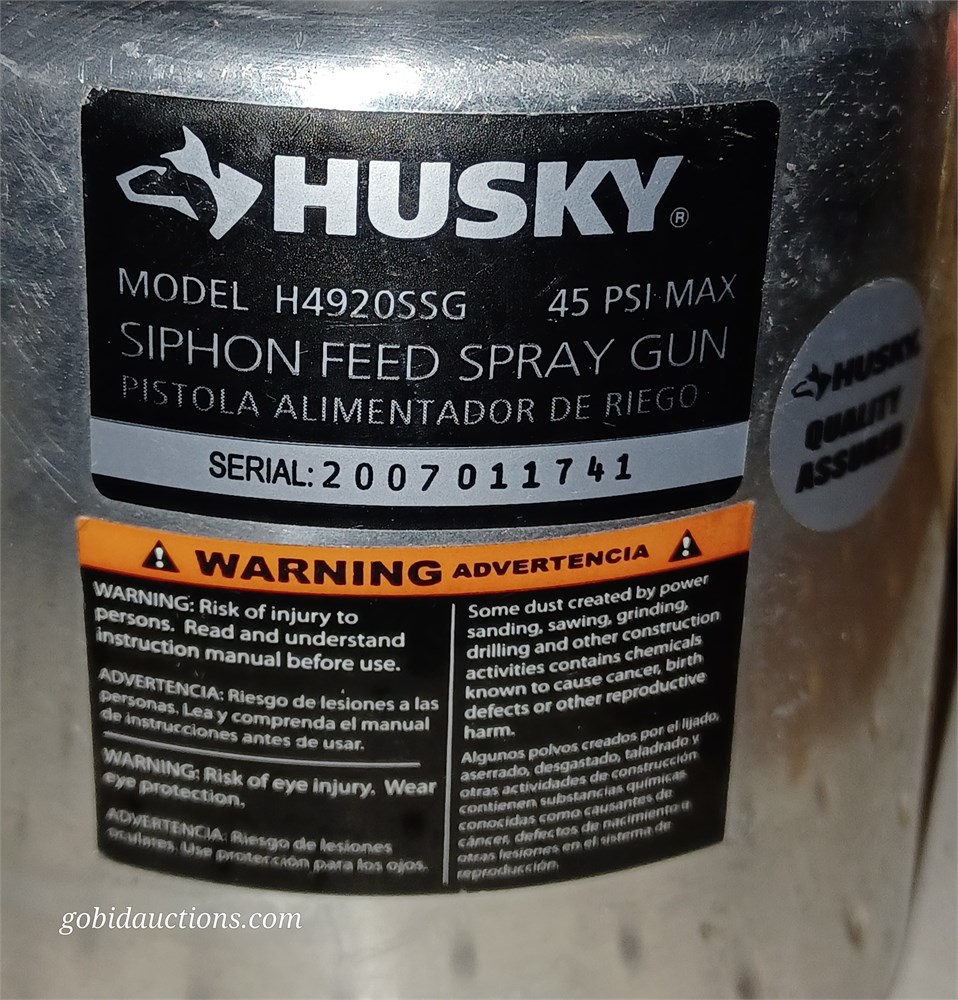 HUSKY®
MODEL H4920SSG 45 PSI MAX
SIPHON FEED SPRAY GUN
PISTOLA ALIMENTADOR DE RIEGO
SERIAL: 2007011741
HUSKY
QUALITY
ASSURED
WARNING ADVERTENCIA
WARNING: Risk of injury to
persons. Read and understand
instruction manual before use.
ADVERTENCIA: Riesgo de lesiones a las
personas. Lea y comprenda el manual
de instrucciones antes de usar.
WARNING: Risk of eye injury. Wear
eye protection.
ADVERTENCIA: Riesgo de lesiones
oculares. Use protección para los ojos.
Some dust created by power
sanding, sawing, grinding,
drilling and other construction
activities contains chemicals
known to cause cancer, birth
defects or other reproductive
harm.
Algunos polvos creados por el lijado,
aserrado, desgastado, taladrado y
otras actividades de construcción
contienen substancias químicas
conocidas como causantes de
cáncer, defectos de nacimiento u
otras lesiones en el sistema de
reproducción.
gobidauctions.com